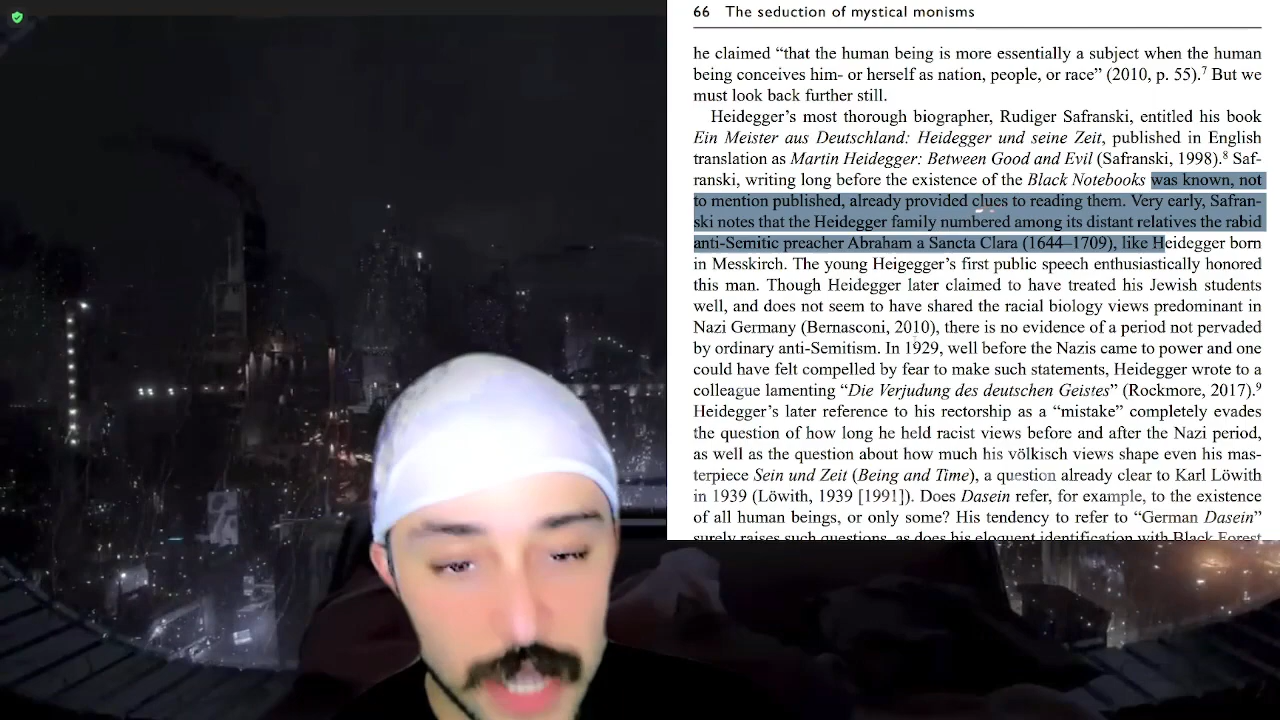 66 The seduction of mystical monisms
he claimed “that the human being is more essentially a subject when the human
being conceives him- or herself as nation, people, or race” (2010, p. 55).7 But we
must look back further still.
Heidegger’s most thorough biographer, Rudiger Safranski, entitled his book
Ein Meister aus Deutschland: Heidegger und seine Zeit, published in English
translation as Martin Heidegger: Between Good and Evil (Safranski, 1998).8 Saf-
ranski, writing long before the existence of the Black Notebooks was known, not
to mention published, already provided clues to reading them. Very early, Safran-
ski notes that the Heidegger family numbered among its distant relatives the rabid
anti-Semitic preacher Abraham a Sancta Clara (1644–1709), like Heidegger born
in Messkirch. The young Heigegger’s first public speech enthusiastically honored
this man. Though Heidegger later claimed to have treated his Jewish students
well, and does not seem to have shared the racial biology views predominant in
Nazi Germany (Bernasconi, 2010), there is no evidence of a period not pervaded
by ordinary anti-Semitism. In 1929, well before the Nazis came to power and one
could have felt compelled by fear to make such statements, Heidegger wrote to a
colleague lamenting “Die Verjudung des deutschen Geistes” (Rockmore, 2017).9
Heidegger’s later reference to his rectorship as a “mistake” completely evades
the question of how long he held racist views before and after the Nazi period,
as well as the question about how much his völkisch views shape even his mas-
terpiece Sein und Zeit (Being and Time), a question already clear to Karl Löwith
in 1939 (Löwith, 1939 [1991]). Does Dasein refer, for example, to the existence
of all human beings, or only some? His tendency to refer to “German Dasein”
surely raises such questions, as does his eloquent identification with Black Forest